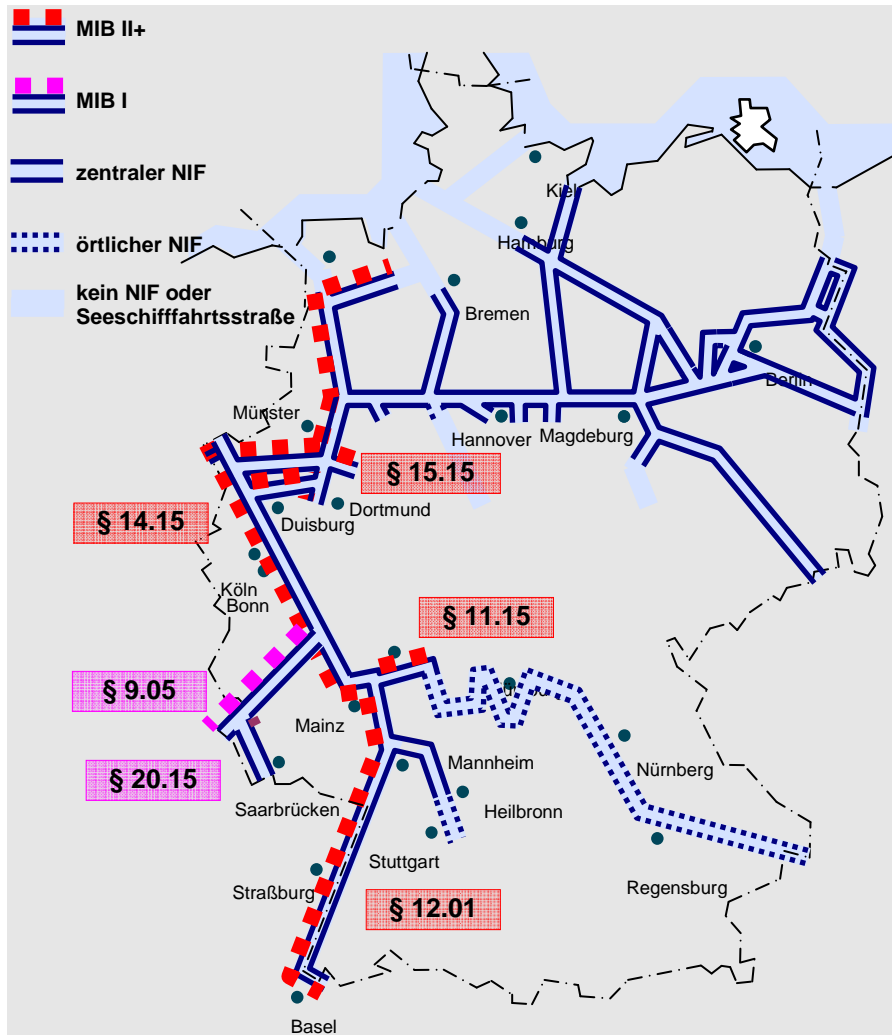 MIB II+
MIB I
zentraler NIF
örtlicher NIF
kein NIF oder
Seeschifffahrtsstraße
Kiel
Hamburg
Bremen
Berlin
Münster
Hannover
Magdeburg
§ 15.15
Dortmund
§ 14.15
Duisburg
Köln
Bonn
§ 11.15
§ 9.05
Mainz
Nürnberg
§ 20.15
Mannheim
Saarbrücken
Heilbronn
Stuttgart
Straßburg
Regensburg
§ 12.01
Basel